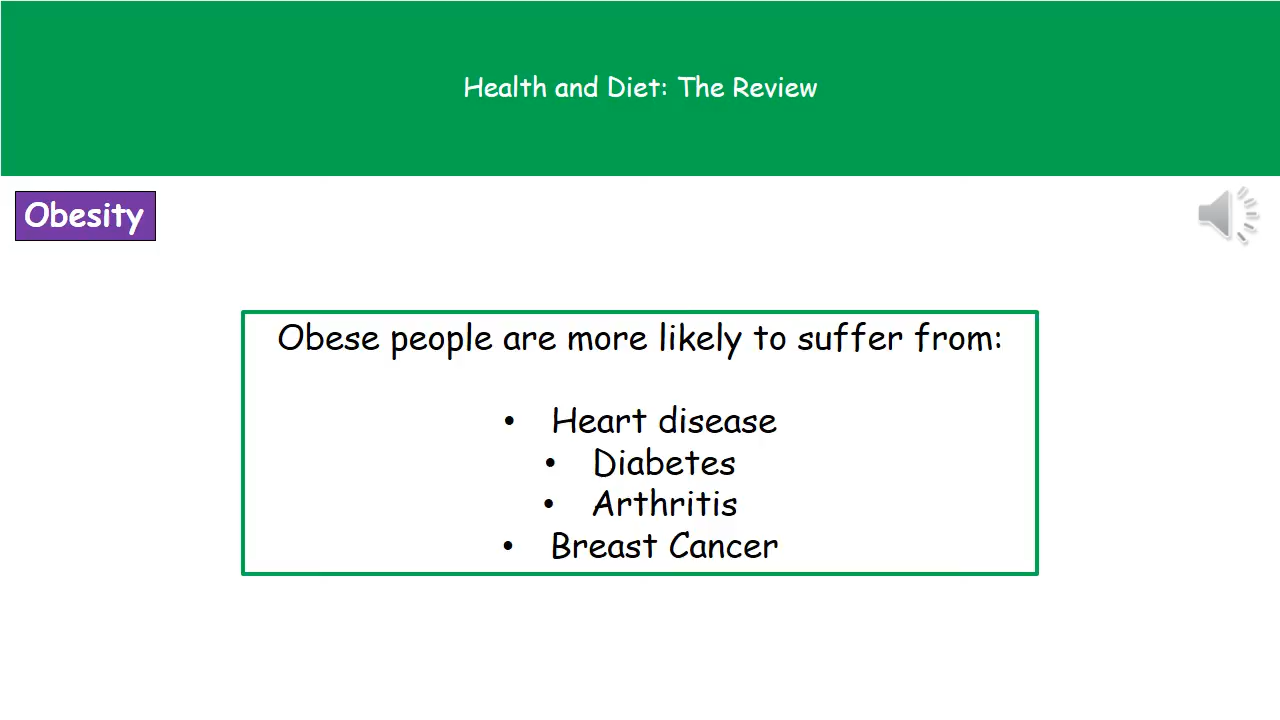 Health and Diet: The Review
Obesity
Obese people are more likely to suffer from:
• Heart disease
• Diabetes
• Arthritis
• Breast Cancer